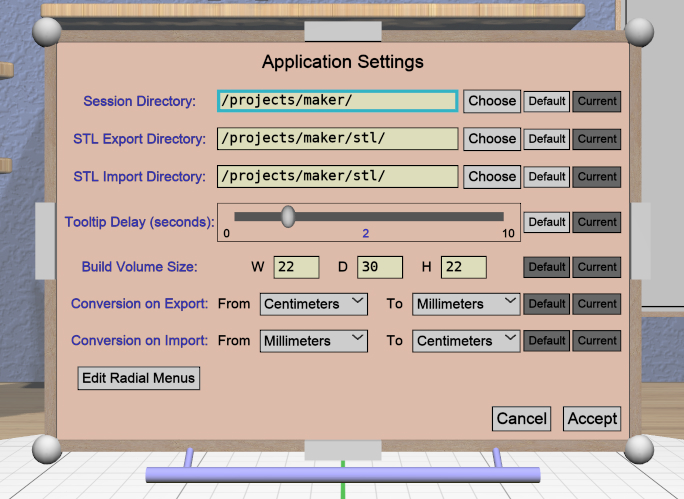 Application Settings
Session Directory: /projects/maker/ Choose Default Current
STL Export Directory: /projects/maker/stl/ Choose Default Current
STL Import Directory: /projects/maker/stl/ Choose Default Current
Tooltip Delay (seconds): Default Current
0 2 10
Build Volume Size: W 22 D 30 H 22 Default Current
Conversion on Export: From Centimeters To Millimeters Default Current
Conversion on Import: From Millimeters To Centimeters Default Current
Edit Radial Menus
Cancel Accept